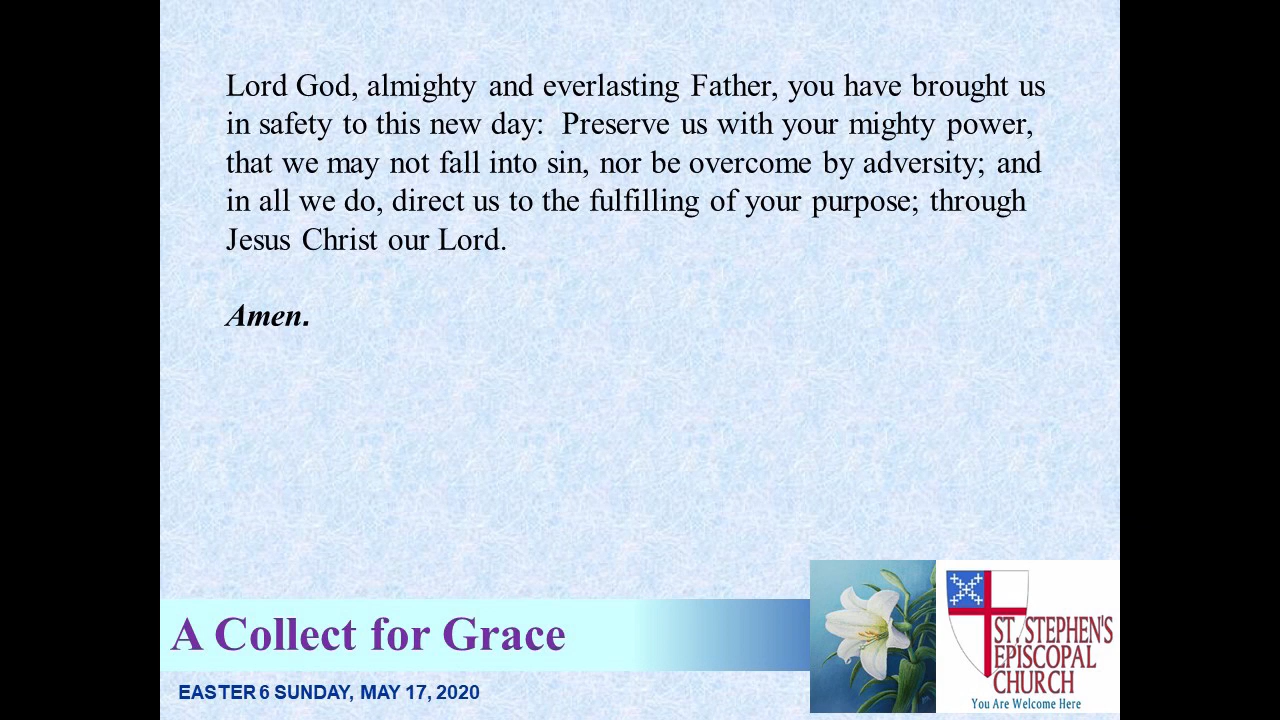 Lord God, almighty and everlasting Father, you have brought us
in safety to this new day:  Preserve us with your mighty power,
that we may not fall into sin, nor be overcome by adversity; and
in all we do, direct us to the fulfilling of your purpose; through
Jesus Christ our Lord.
Amen.
A Collect for Grace
EASTER 6 SUNDAY, MAY 17, 2020
ST. STEPHEN'S
EPISCOPAL
CHURCH
You Are Welcome Here